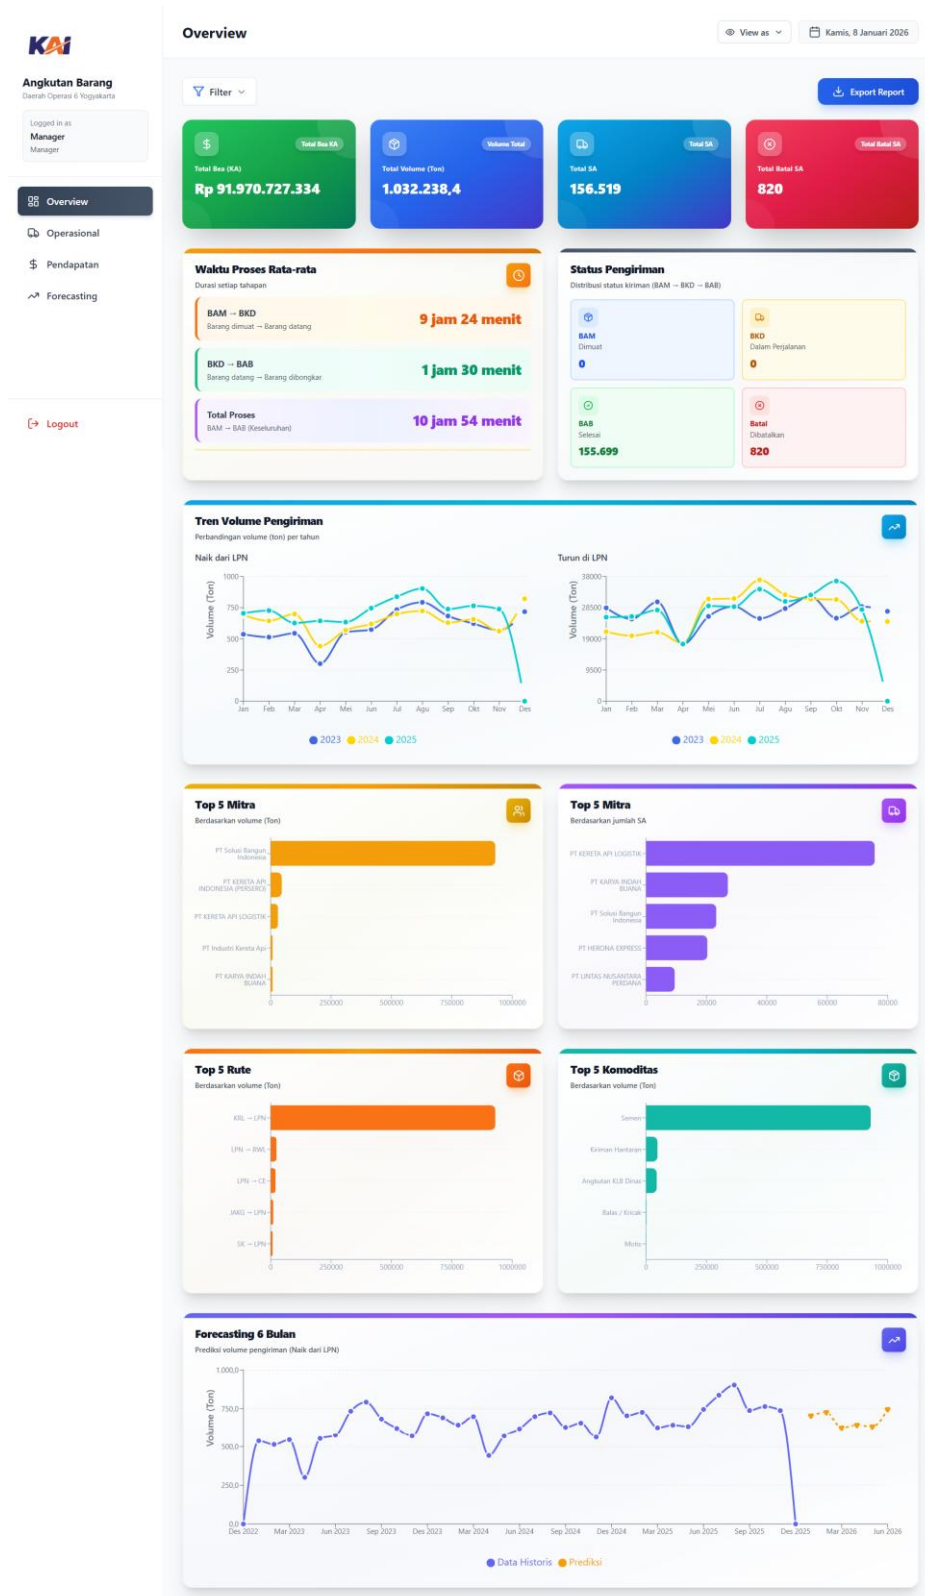 KAI
Angkutan Barang
Daerah Operasi 6 Yogyakarta
Logged in as
Manager
Manager
Overview
Operasional
Pendapatan
Forecasting
Logout
Overview
View as
Kamis, 8 Januari 2026
Filter
Export Report
Total Bea KA
Total Bea (KA)
Rp 91.970.727.334
Volume Total
Total Volume (Ton)
1.032.238,4
Total SA
Total SA
156.519
Total Batal SA
Total Batal SA
820
Waktu Proses Rata-rata
Durasi setiap tahapan
BAM → BKD
Barang dimuat → Barang datang
9 jam 24 menit
BKD → BAB
Barang datang → Barang dibongkar
1 jam 30 menit
Total Proses
BAM → BAB (Keseluruhan)
10 jam 54 menit
Status Pengiriman
Distribusi status kiriman (BAM → BKD → BAB)
BAM
Dimuat
0
BKD
Dalam Perjalanan
0
BAB
Selesai
155.699
Batal
Dibatalkan
820
Tren Volume Pengiriman
Perbandingan volume (ton) per tahun
Naik dari LPN
Volume (Ton)
1000
750
500
250
0
Jan Feb Mar Apr Mei Jun Jul Agu Sep Okt Nov Des
2023 2024 2025
Turun di LPN
Volume (Ton)
38000
28500
19000
9500
0
Jan Feb Mar Apr Mei Jun Jul Agu Sep Okt Nov Des
2023 2024 2025
Top 5 Mitra
Berdasarkan volume (Ton)
PT Solusi Bangun
Indonesia
PT KERETA API
INDONESIA (PERSERO)
PT KERETA API LOGISTIK
PT Industri Kereta Api
PT KARYA INDAH
BUANA
0 250000 500000 750000 1000000
Top 5 Mitra
Berdasarkan jumlah SA
PT KERETA API LOGISTIK
PT KARYA INDAH
BUANA
PT Solusi Bangun
Indonesia
PT HERONA EXPRESS
PT LINTAS NUSANTARA
PERDANA
0 20000 40000 60000 80000
Top 5 Rute
Berdasarkan volume (Ton)
KRL → LPN
LPN → BWL
LPN → CE
JAKG → LPN
SK → LPN
0 250000 500000 750000 1000000
Top 5 Komoditas
Berdasarkan volume (Ton)
Semen
Kiriman Hantaran
Angkutan KLB Dinas
Balas / Kricak
Motis
0 250000 500000 750000 1000000
Forecasting 6 Bulan
Prediksi volume pengiriman (Naik dari LPN)
Volume (Ton)
1.000,0
750,0
500,0
250,0
0,0
Des 2022 Mar 2023 Jun 2023 Sep 2023 Des 2023 Mar 2024 Jun 2024 Sep 2024 Des 2024 Mar 2025 Jun 2025 Sep 2025 Des 2025 Mar 2026 Jun 2026
Data Historis Prediksi